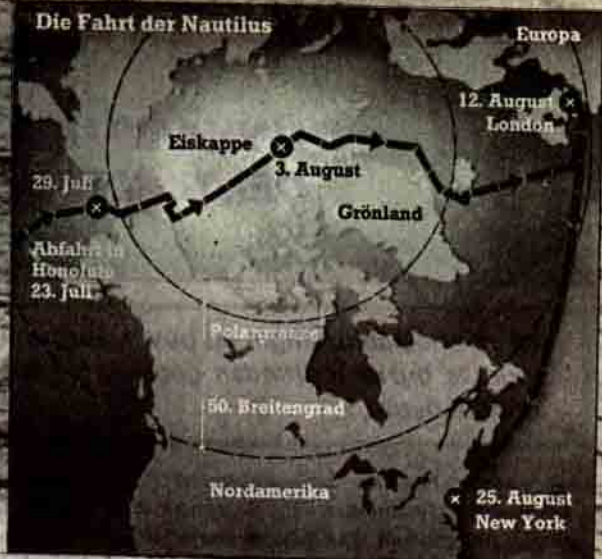 Die Fahrt der Nautilus
Europa
12. August
London
Eiskappe
3. August
29. Juli
Grönland
Abfahrt in
Honolulu
23. Juli
Polargrenze
50. Breitengrad
Nordamerika
25. August
New York